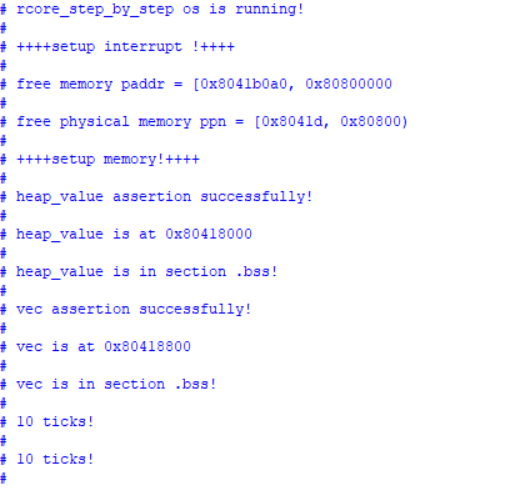 # rcore_step_by_step os is running!
#
# ++++setup interrupt !++++
#
# free memory paddr = [0x8041b0a0, 0x80800000
#
# free physical memory ppn = [0x8041d, 0x80800)
#
# ++++setup memory!++++
#
# heap_value assertion successfully!
#
# heap_value is at 0x80418000
#
# heap_value is in section .bss!
#
# vec assertion successfully!
#
# vec is at 0x80418800
#
# vec is in section .bss!
#
# 10 ticks!
#
# 10 ticks!
#